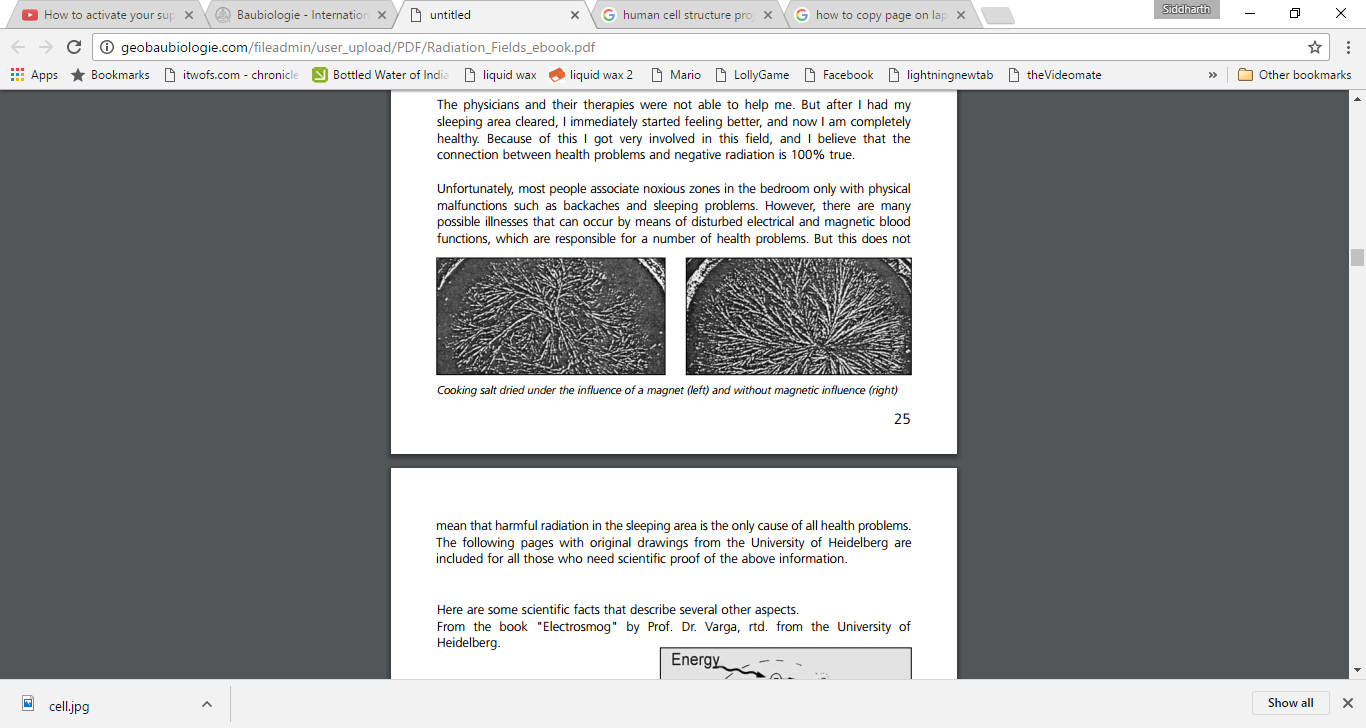 How to activate your sup
Baubiologie - Internation
untitled
human cell structure pro
how to copy page on lap
Siddharth
geobaubiologie.com/fileadmin/user_upload/PDF/Radiation_Fields_ebook.pdf
Apps
Bookmarks
itwofs.com - chronicle
Bottled Water of India
liquid wax
liquid wax 2
Mario
LollyGame
Facebook
lightningnewtab
theVideomate
»
Other bookmarks
The physicians and their therapies were not able to help me. But after I had my
sleeping area cleared, I immediately started feeling better, and now I am completely
healthy. Because of this I got very involved in this field, and I believe that the
connection between health problems and negative radiation is 100% true.
Unfortunately, most people associate noxious zones in the bedroom only with physical
malfunctions such as backaches and sleeping problems. However, there are many
possible illnesses that can occur by means of disturbed electrical and magnetic blood
functions, which are responsible for a number of health problems. But this does not
Cooking salt dried under the influence of a magnet (left) and without magnetic influence (right)
25
mean that harmful radiation in the sleeping area is the only cause of all health problems.
The following pages with original drawings from the University of Heidelberg are
included for all those who need scientific proof of the above information.
Here are some scientific facts that describe several other aspects.
From the book "Electrosmog" by Prof. Dr. Varga, rtd. from the University of
Heidelberg.
Energy
cell.jpg
Show all